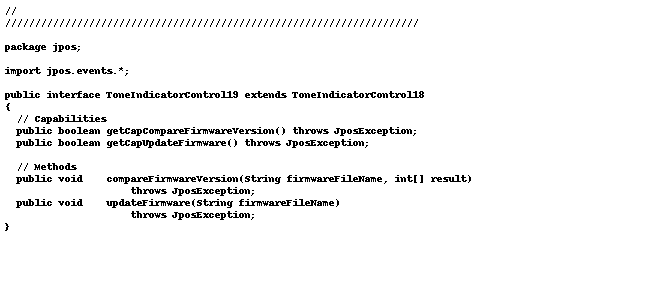 //
/////////////////////////////////////////////////////////////////////
package jpos;
import jpos.events.*;
public interface ToneIndicatorControl19 extends ToneIndicatorControl18
{
  // Capabilities
  public boolean getCapCompareFirmwareVersion() throws JposException;
  public boolean getCapUpdateFirmware() throws JposException;
  // Methods
  public void    compareFirmwareVersion(String firmwareFileName, int[] result)
                     throws JposException;
  public void    updateFirmware(String firmwareFileName)
                     throws JposException;
}